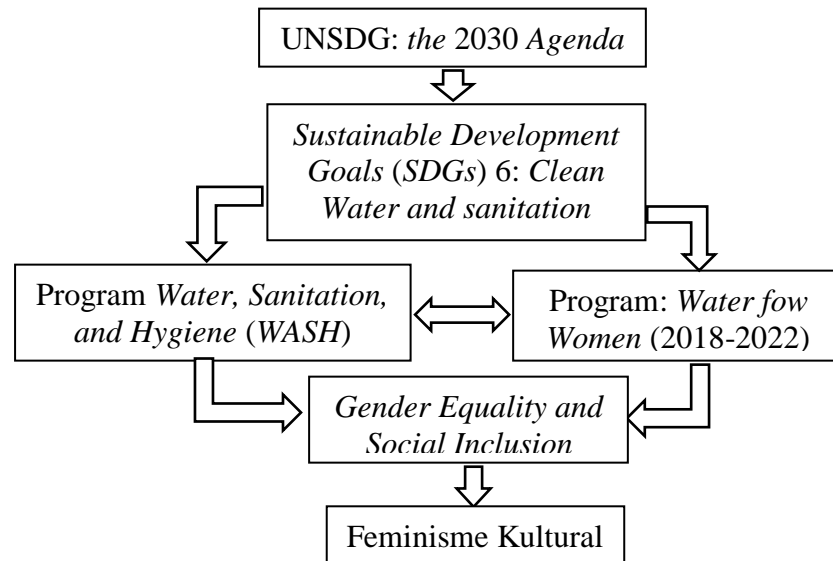 UNSDG: the 2030 Agenda
Sustainable Development
Goals (SDGs) 6: Clean
Water and sanitation
Program Water, Sanitation,
and Hygiene (WASH)
Program: Water fow
Women (2018-2022)
Gender Equality and
Social Inclusion
Feminisme Kultural